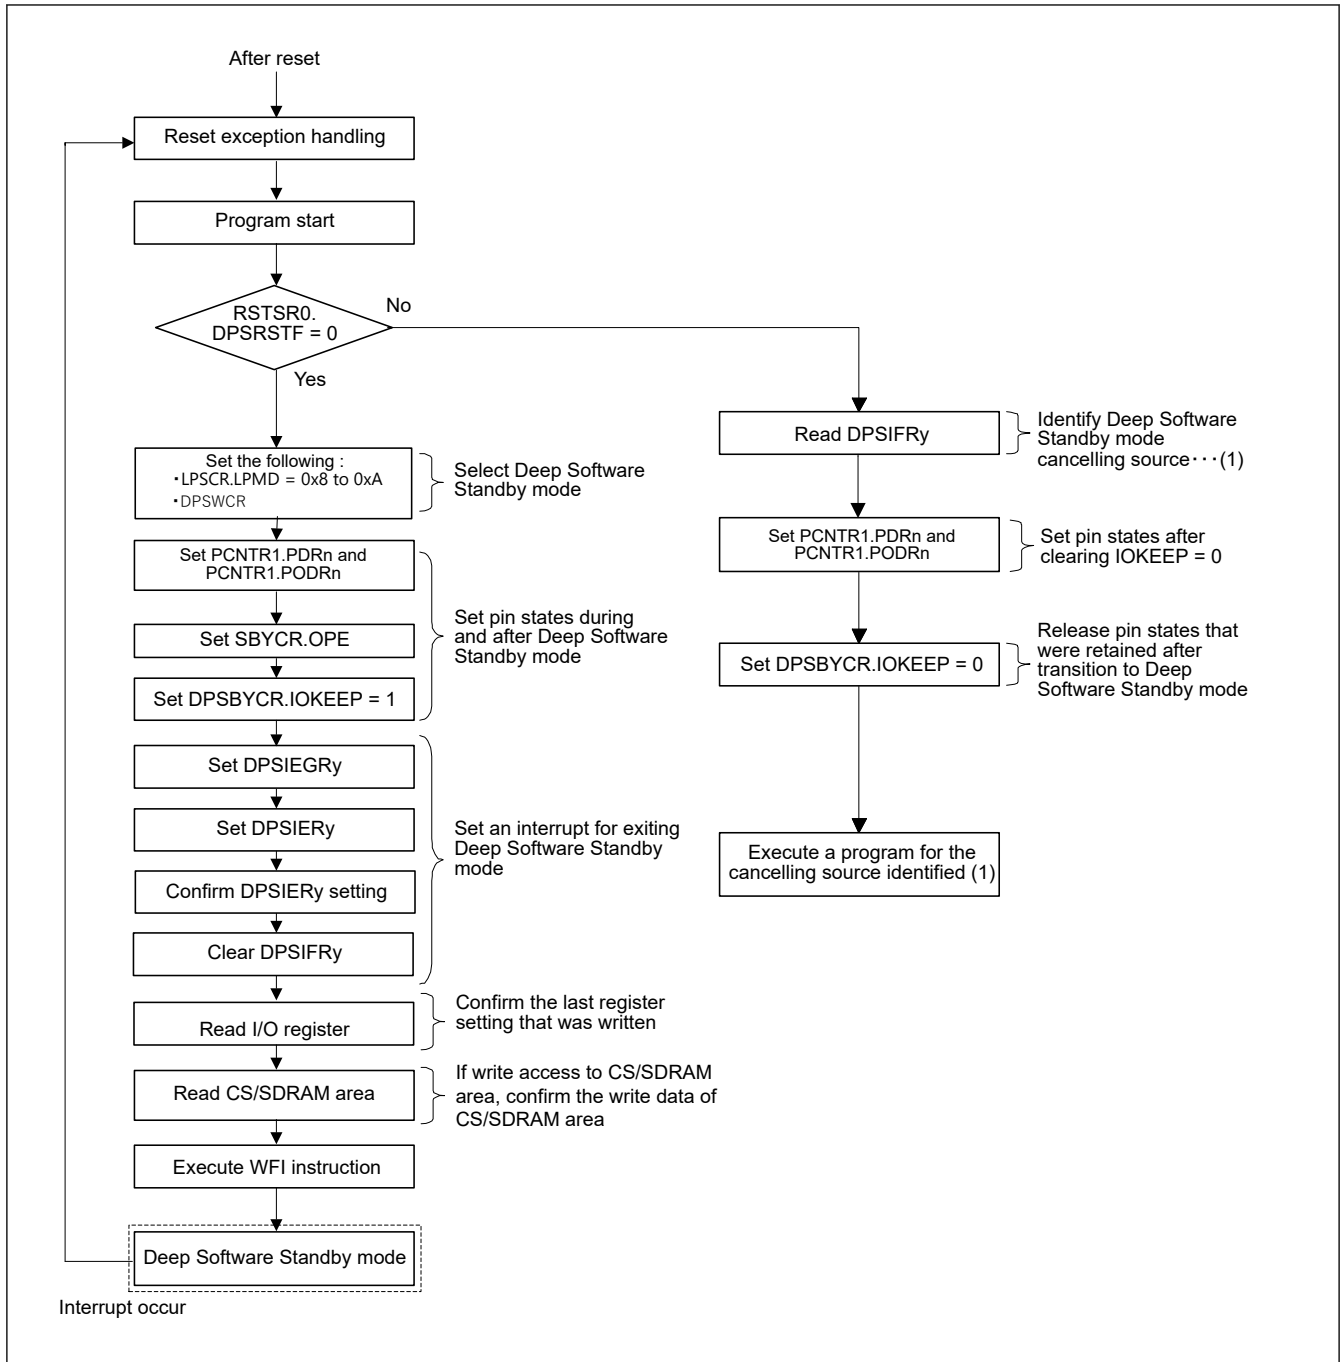 After reset
Reset exception handling
Program start
RSTSR0.
DPSRSTF = 0
No
Yes
Set the following :
・LPSCR.LPMD = 0x8 to 0xA
・DPSWCR
Select Deep Software
Standby mode
Set PCNTR1.PDRn and
PCNTR1.PODRn
Set SBYCR.OPE
Set DPSBYCR.IOKEEP = 1
Set pin states during
and after Deep Software
Standby mode
Set DPSIEGRy
Set DPSIERy
Confirm DPSIERy setting
Clear DPSIFRy
Set an interrupt for exiting
Deep Software Standby
mode
Read I/O register
Confirm the last register
setting that was written
Read CS/SDRAM area
If write access to CS/SDRAM
area, confirm the write data of
CS/SDRAM area
Execute WFI instruction
Deep Software Standby mode
Interrupt occur
Read DPSIFRy
Identify Deep Software
Standby mode
cancelling source･･･(1)
Set PCNTR1.PDRn and
PCNTR1.PODRn
Set pin states after
clearing IOKEEP = 0
Set DPSBYCR.IOKEEP = 0
Release pin states that
were retained after
transition to Deep
Software Standby mode
Execute a program for the
cancelling source identified (1)